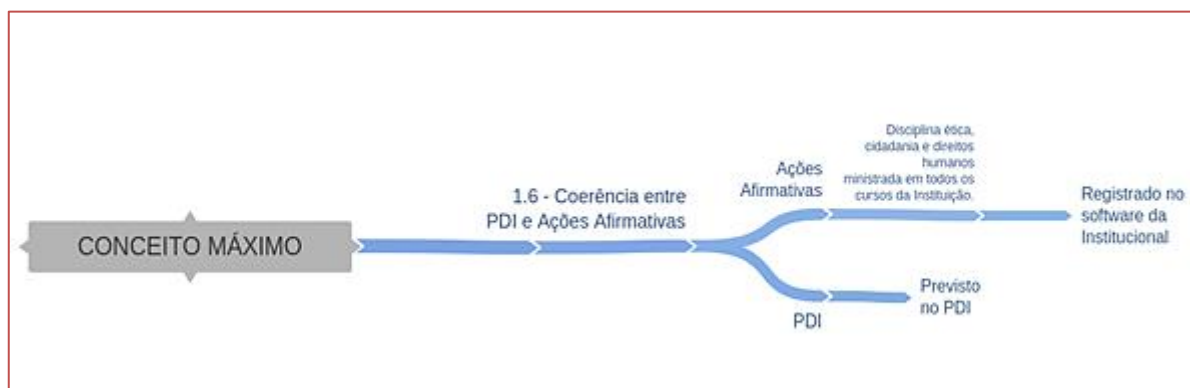 CONCEITO MÁXIMO
1.6 - Coerência entre
PDI e Ações Afirmativas
Ações
Afirmativas
Disciplina ética,
cidadania e direitos
humanos
ministrada em todos os
cursos da Instituição.
Registrado no
software da
Institucional
PDI
Previsto
no PDI